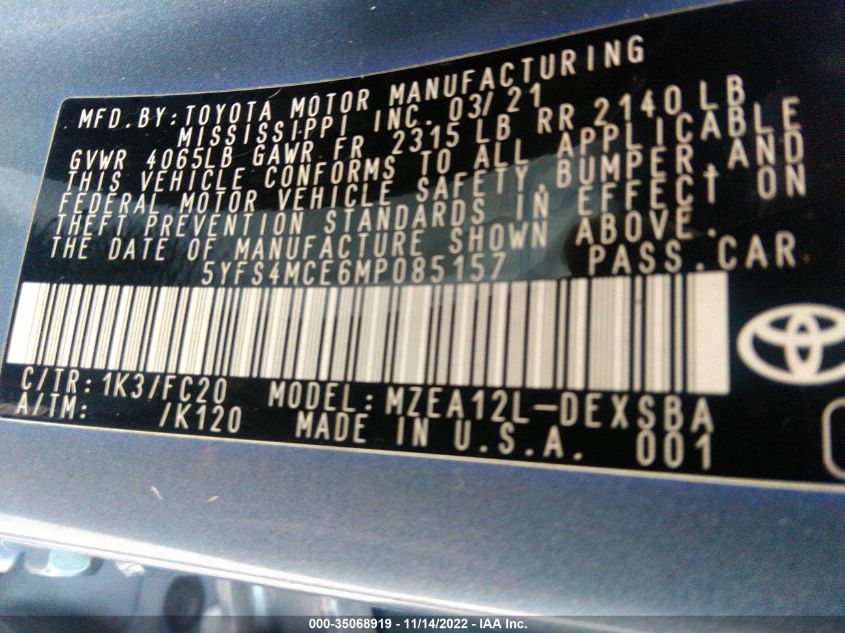 MFD. BY: TOYOTA MOTOR MANUFACTURING
MISSISSIPPI INC. 03/21
GVWR 4065LB GAWR FR 2315 LB RR 2140LB
THIS VEHICLE CONFORMS TO ALL APPLICABLE
FEDERAL MOTOR VEHICLE SAFETY, BUMPER, AND
THEFT PREVENTION STANDARDS IN EFFECT ON
THE DATE OF MANUFACTURE SHOWN ABOVE.
5YFS4MCE6MP085157 PASS. CAR
C/TR: 1K3/FC20 MODEL: MZEA12L-DEXSBA
A/TM: /K120 MADE IN U.S.A. 001
000-35068919 - 11/14/2022 - IAA Inc.